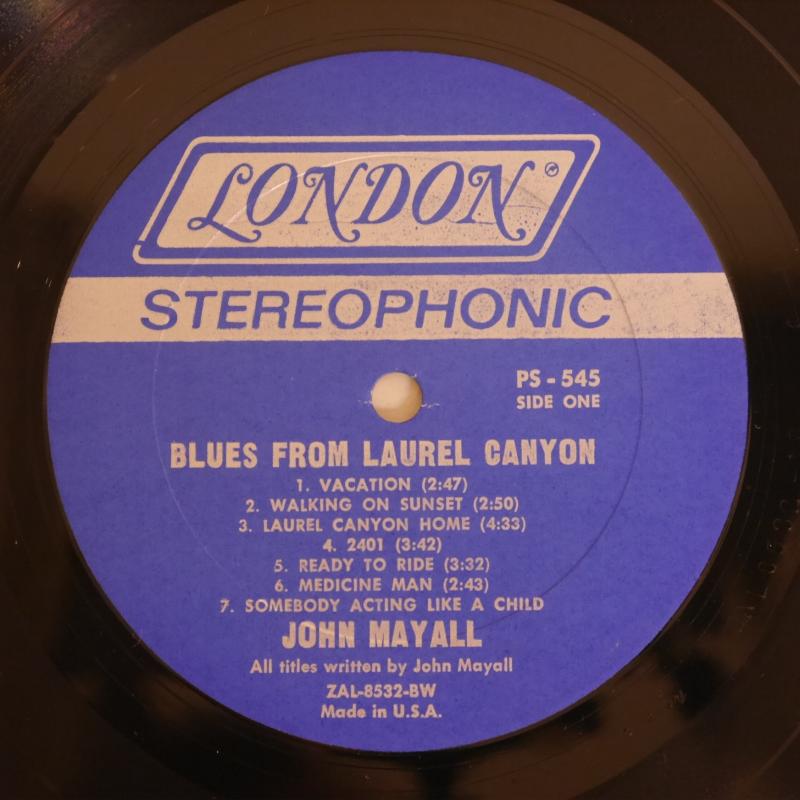 LONDON®
STEREOPHONIC
PS - 545
SIDE ONE
BLUES FROM LAUREL CANYON
1. VACATION (2:47)
2. WALKING ON SUNSET (2:50)
3. LAUREL CANYON HOME (4:33)
4. 2401 (3:42)
5. READY TO RIDE (3:32)
6. MEDICINE MAN (2:43)
7. SOMEBODY ACTING LIKE A CHILD
JOHN MAYALL
All titles written by John Mayall
ZAL-8532-BW
Made in U.S.A.